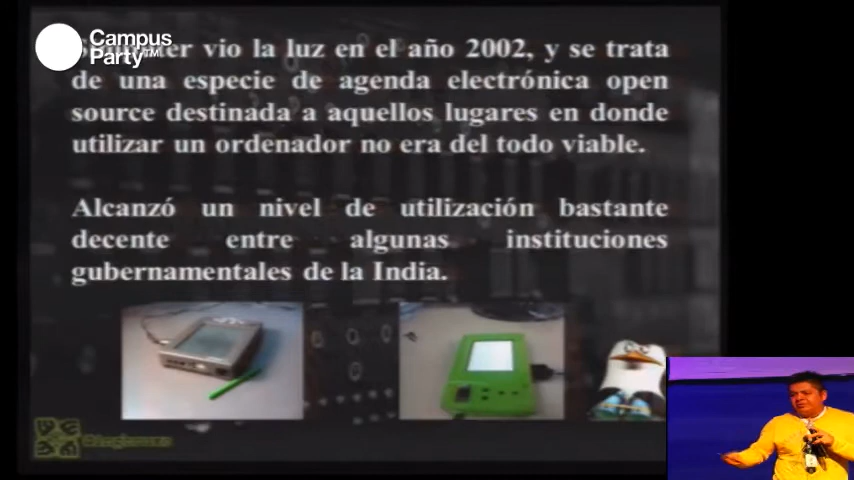 Campus
Party™
vio la luz en el año 2002, y se trata
de una especie de agenda electrónica open
source destinada a aquellos lugares en donde
utilizar un ordenador no era del todo viable.
Alcanzó un nivel de utilización bastante
decente entre algunas instituciones
gubernamentales de la India.